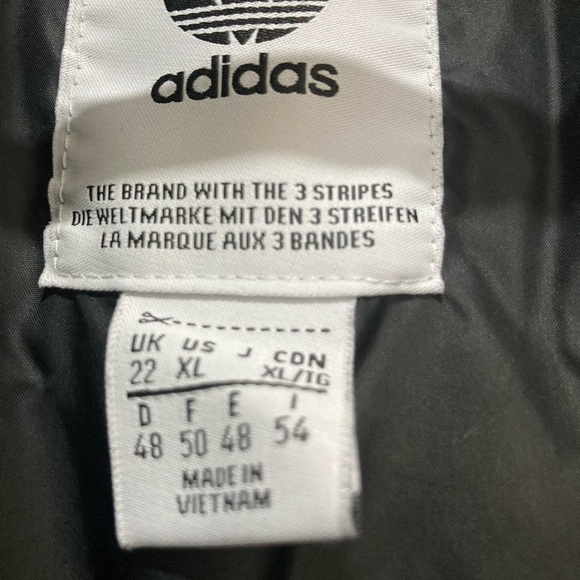 adidas
THE BRAND WITH THE 3 STRIPES
DIE WELTMARKE MIT DEN 3 STREIFEN
LA MARQUE AUX 3 BANDES
UK US J CDN
22 XL XL/TG
D F E I
48 50 48 54
MADE IN
VIETNAM